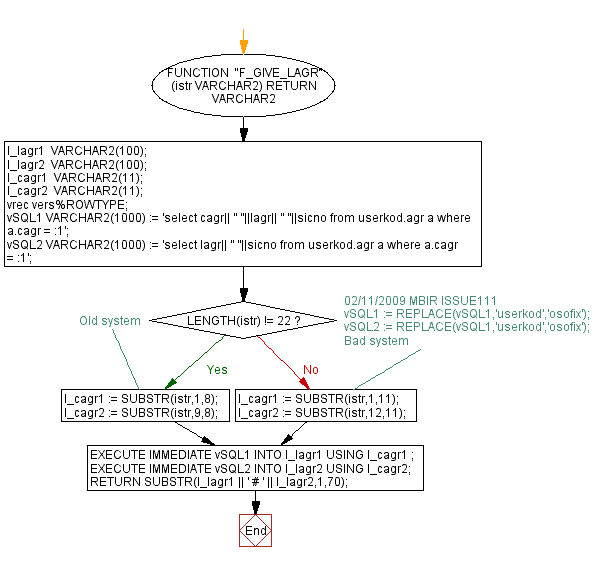 FUNCTION "F_GIVE_LAGR"
(istr VARCHAR2) RETURN
VARCHAR2
l_lagr1 VARCHAR2(100);
l_lagr2 VARCHAR2(100);
l_cagr1 VARCHAR2(11);
l_cagr2 VARCHAR2(11);
vrec vers%ROWTYPE;
vSQL1 VARCHAR2(1000) := 'select cagr|| '' ''||lagr|| '' ''||sicno from userkod.agr a where
a.cagr = :1';
vSQL2 VARCHAR2(1000) := 'select lagr|| '' ''||sicno from userkod.agr a where a.cagr
= :1';
02/11/2009 MBIR ISSUE111
vSQL1 := REPLACE(vSQL1,'userkod','osofix');
vSQL2 := REPLACE(vSQL1,'userkod','osofix');
Bad system
Old system
LENGTH(istr) != 22 ?
Yes
No
l_cagr1 := SUBSTR(istr,1,8);
l_cagr2 := SUBSTR(istr,9,8);
l_cagr1 := SUBSTR(istr,1,11);
l_cagr2 := SUBSTR(istr,12,11);
EXECUTE IMMEDIATE vSQL1 INTO l_lagr1 USING l_cagr1 ;
EXECUTE IMMEDIATE vSQL2 INTO l_lagr2 USING l_cagr2;
RETURN SUBSTR(l_lagr1 || ' # ' || l_lagr2,1,70);
End